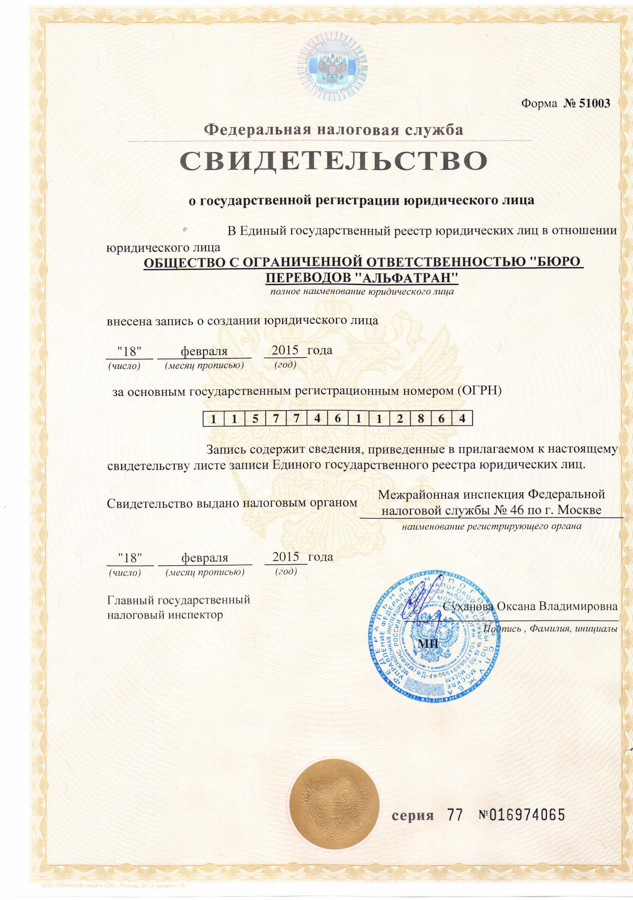 Форма № 51003
Федеральная налоговая служба
СВИДЕТЕЛЬСТВО
о государственной регистрации юридического лица
В Единый государственный реестр юридических лиц в отношении
юридического лица
ОБЩЕСТВО С ОГРАНИЧЕННОЙ ОТВЕТСТВЕННОСТЬЮ "БЮРО
ПЕРЕВОДОВ "АЛЬФАТРАН"
полное наименование юридического лица
внесена запись о создании юридического лица
"18" февраля 2015 года
(число) (месяц прописью) (год)
за основным государственным регистрационным номером (ОГРН)
1 1 5 7 7 4 6 1 1 2 8 6 4
Запись содержит сведения, приведенные в прилагаемом к настоящему
свидетельству листе записи Единого государственного реестра юридических лиц.
Свидетельство выдано налоговым органом Межрайонная инспекция Федеральной
налоговой службы № 46 по г. Москве
наименование регистрирующего органа
"18" февраля 2015 года
(число) (месяц прописью) (год)
Главный государственный
налоговый инспектор
Суханова Оксана Владимировна
Подпись , Фамилия, инициалы
МП
серия 77 №016974065